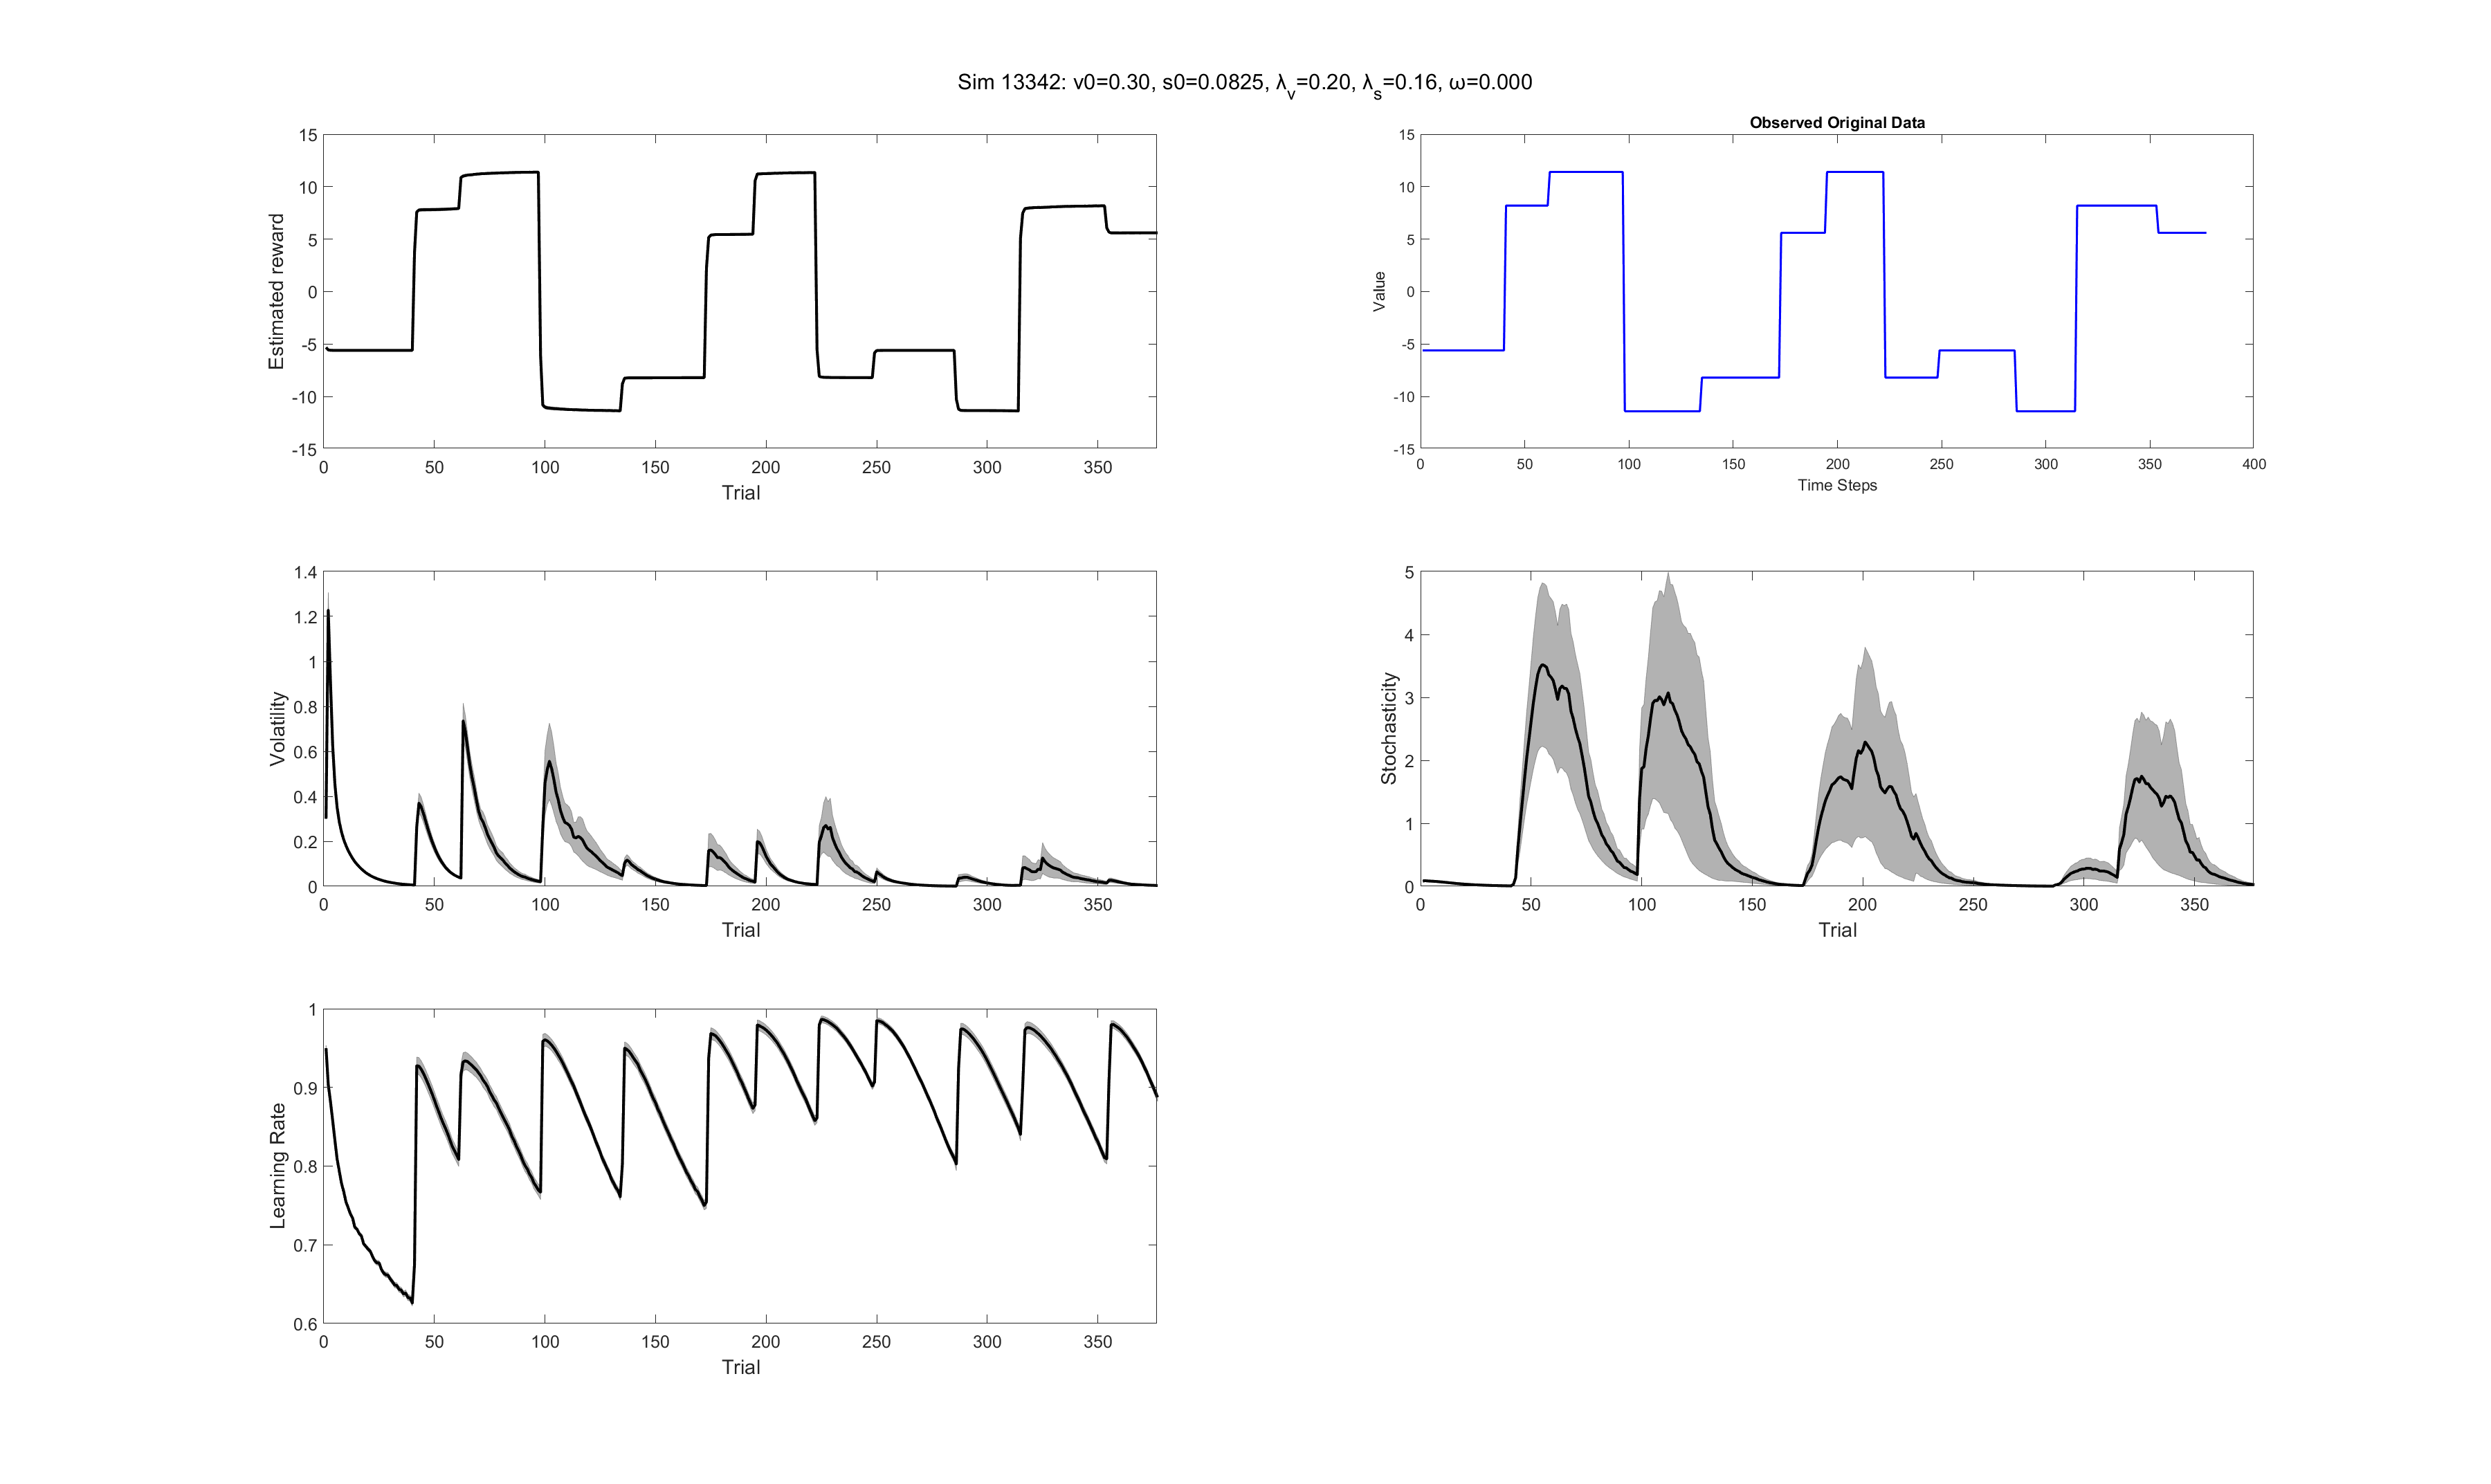 Sim 13342: v0=0.30, s0=0.0825, λv=0.20, λs=0.16, ω=0.000
15
10
5
0
-5
-10
-15
Estimated reward
0 50 100 150 200 250 300 350
Trial
Observed Original Data
15
10
5
0
-5
-10
-15
Value
0 50 100 150 200 250 300 350 400
Time Steps
1.4
1.2
1
0.8
0.6
0.4
0.2
0
Volatility
0 50 100 150 200 250 300 350
Trial
5
4
3
2
1
0
Stochasticity
0 50 100 150 200 250 300 350
Trial
1
0.9
0.8
0.7
0.6
Learning Rate
0 50 100 150 200 250 300 350
Trial